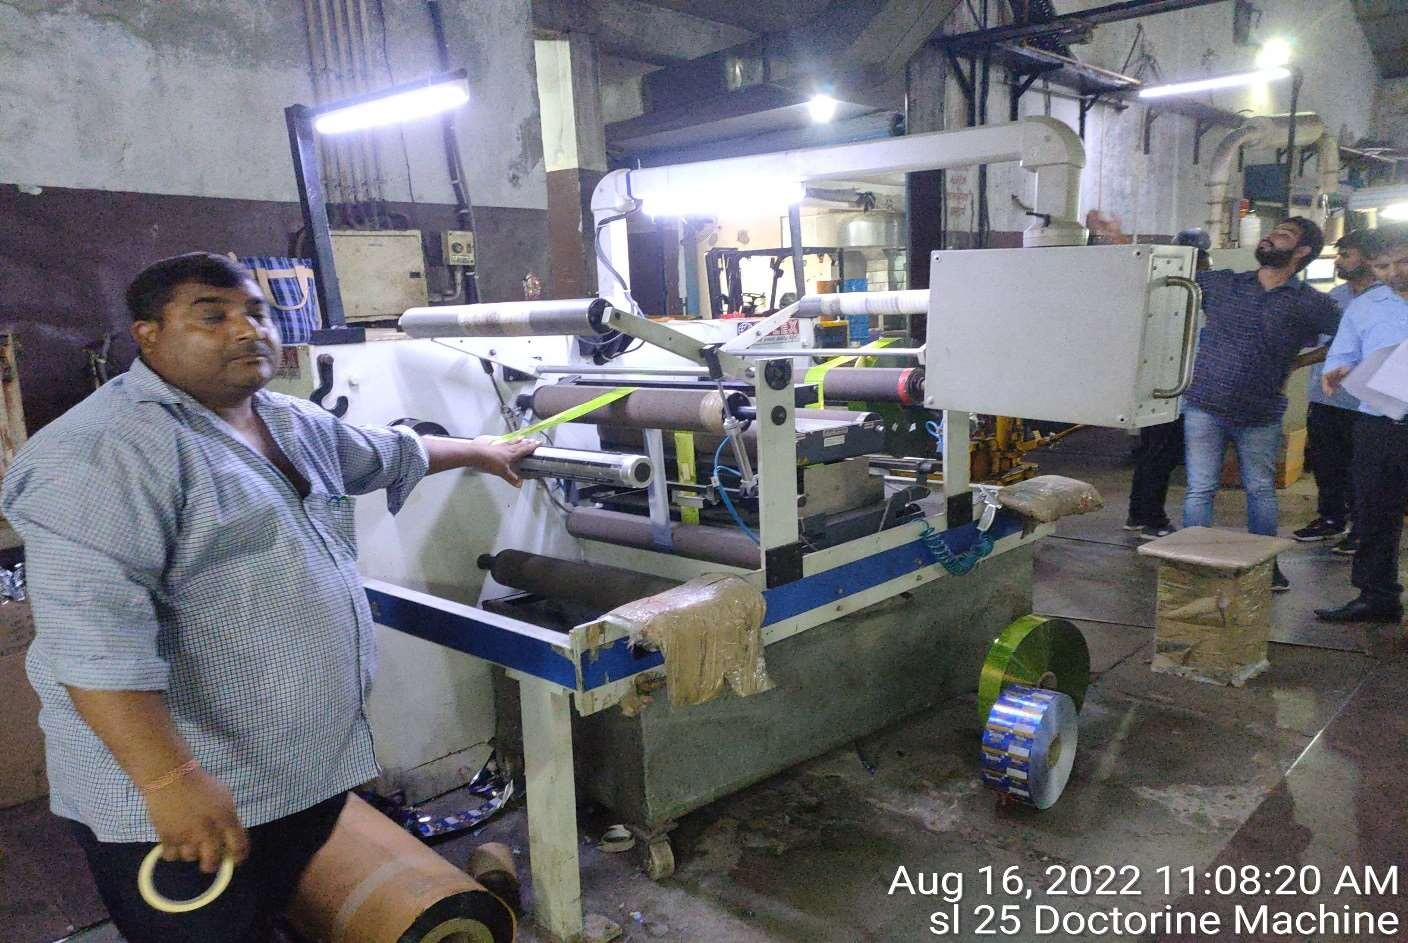 Aug 16, 2022 11:08:20 AM
sl 25 Doctorine Machine